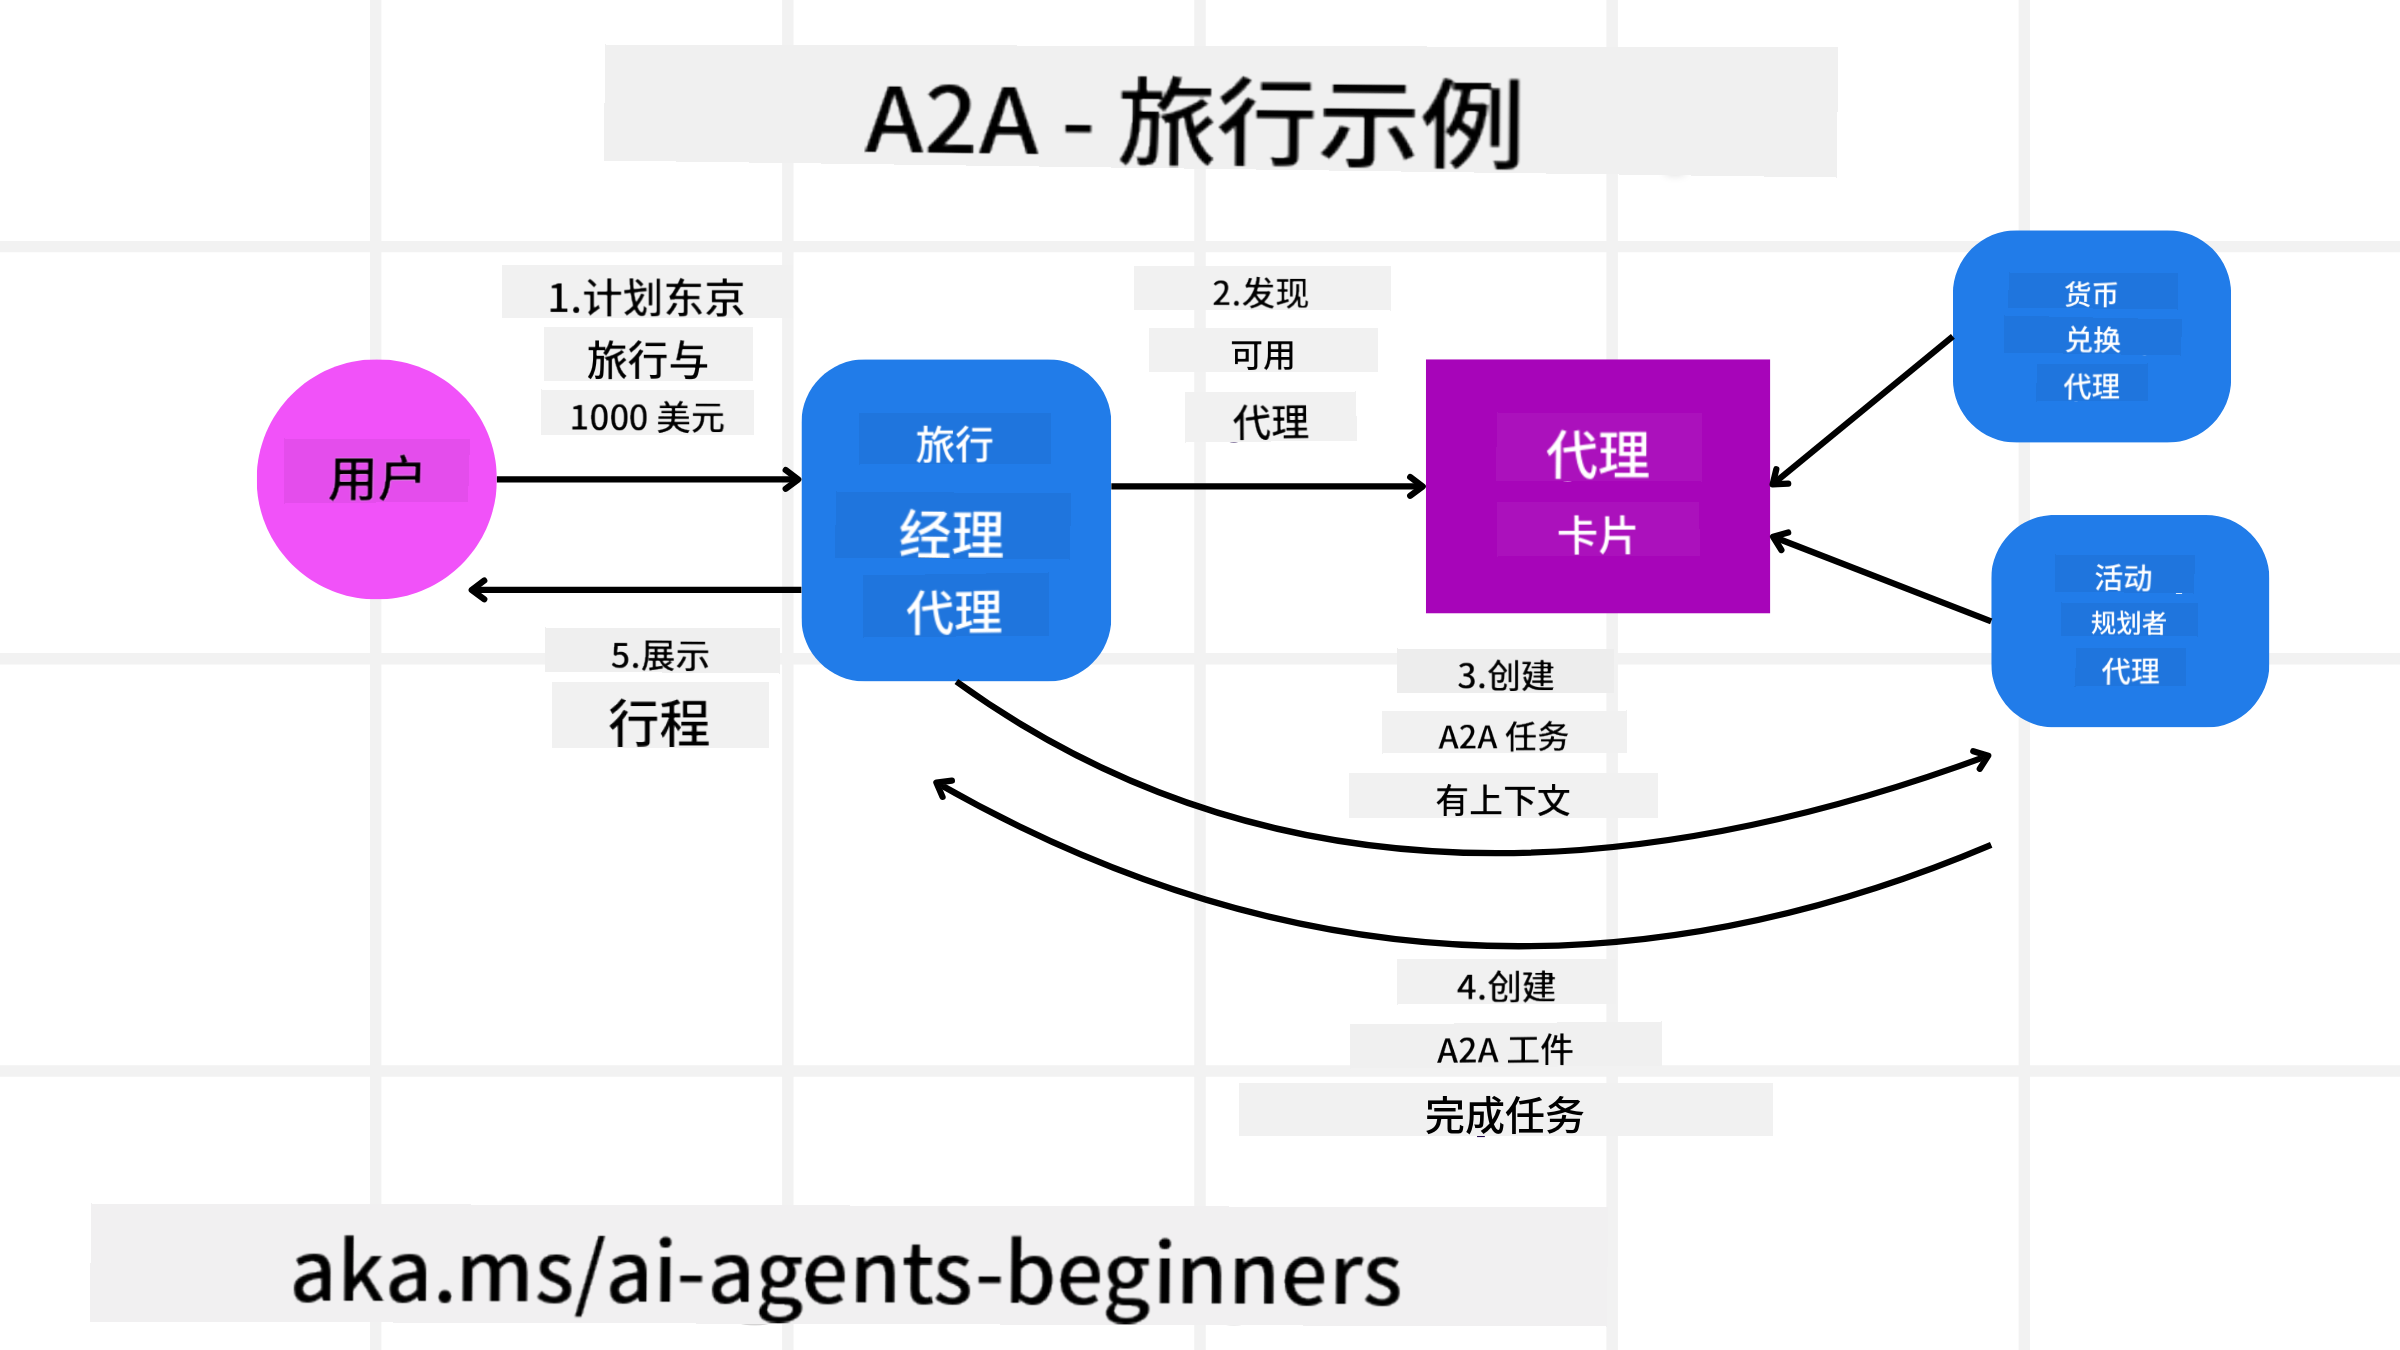 A2A - 旅行示例
1.计划东京
旅行与
1000 美元
2.发现
可用
代理
用户
旅行
经理
代理
代理
卡片
货币
兑换
代理
活动
规划者
代理
5.展示
行程
3.创建
A2A 任务
有上下文
4.创建
A2A 工件
完成任务
aka.ms/ai-agents-beginners